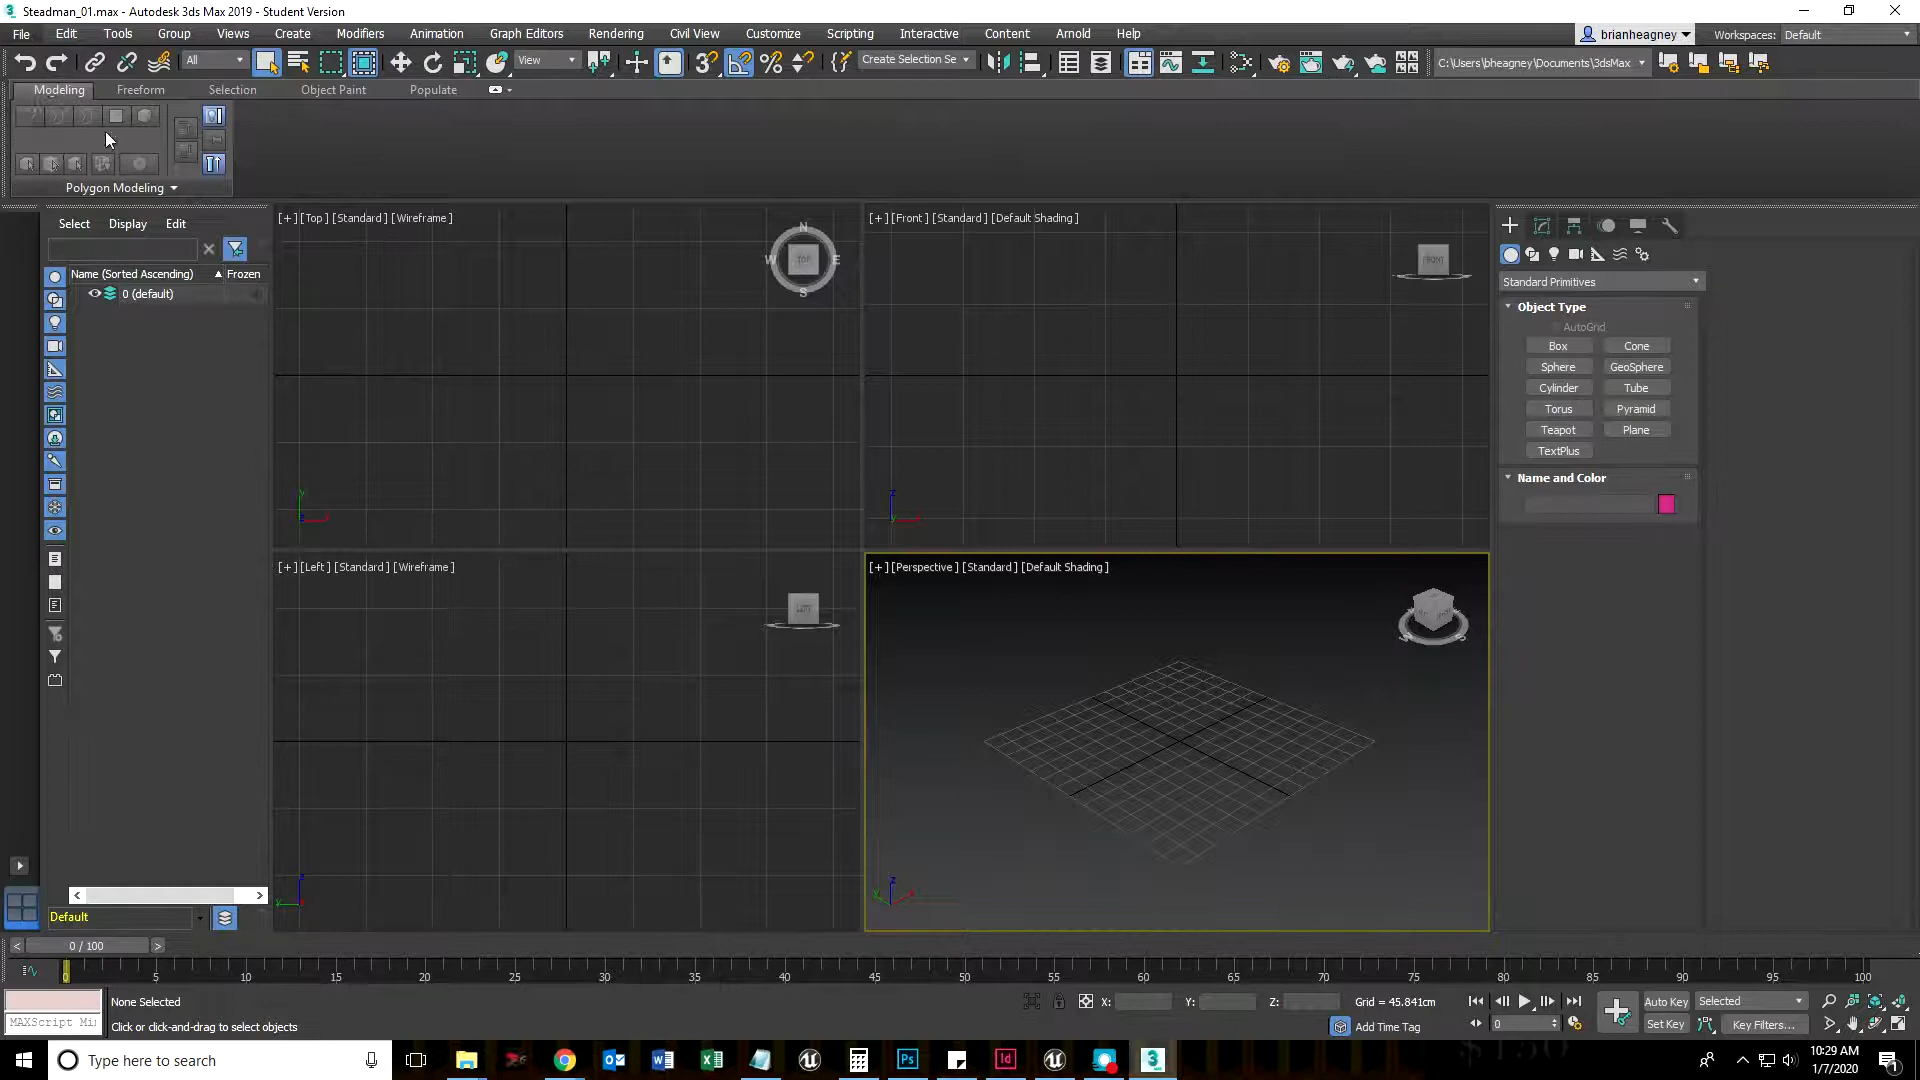 Steadman_01.max - Autodesk 3ds Max 2019 - Student Version
File Edit Tools Group Views Create Modifiers Animation Graph Editors Rendering Civil View Customize Scripting Interactive Content Arnold Help brianheagney Workspaces: Default
All View Create Selection Se C:\Users\bheagney\Documents\3dsMax
Modeling Freeform Selection Object Paint Populate
Polygon Modeling
Select Display Edit
Name (Sorted Ascending) Frozen
0 (default)
[+] [Top] [Standard] [Wireframe]
N
W TOP E
S
[+] [Front] [Standard] [Default Shading]
FRONT
[+] [Left] [Standard] [Wireframe]
LEFT
[+] [Perspective] [Standard] [Default Shading]
Standard Primitives
Object Type
AutoGrid
Box Cone
Sphere GeoSphere
Cylinder Tube
Torus Pyramid
Teapot Plane
TextPlus
Name and Color
Default
< 0 / 100 >
0 5 10 15 20 25 30 35 40 45 50 55 60 65 70 75 80 85 90 95 100
None Selected X: Y: Z: Grid = 45.841cm Auto Key Selected
MAXScript Mi Click or click-and-drag to select objects Add Time Tag 0 Set Key Key Filters...
Type here to search
10:29 AM
1/7/2020